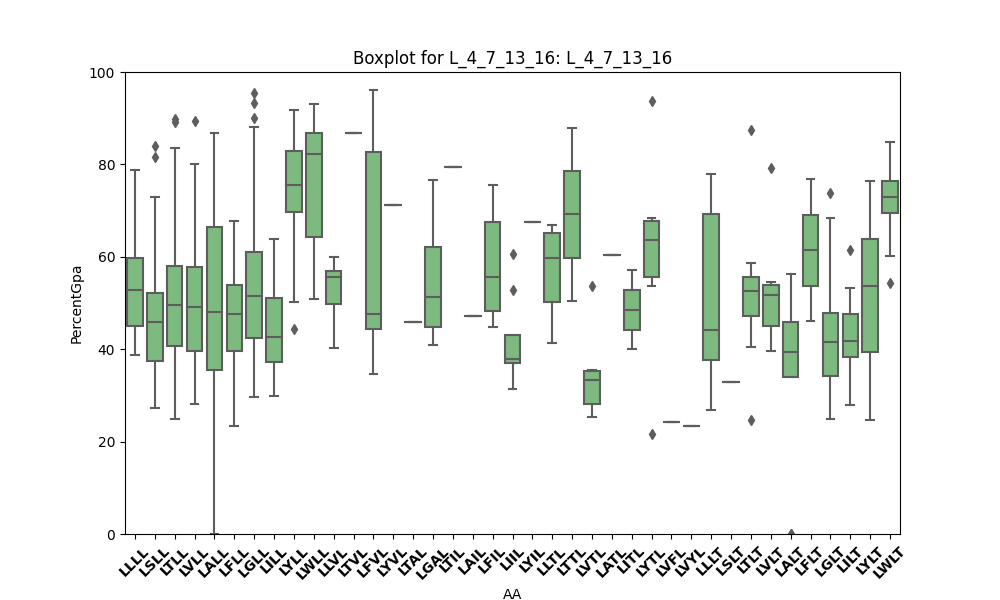 Boxplot for L_4_7_13_16: L_4_7_13_16
100
80
60
40
20
0
PercentGpa
LLLL LSLL LTLL LVLL LALL LFLL LGLL LILL LYLL LWLL LLVL LTVL LFVL LYVL LTAL LGAL LTIL LAIL LFIL LIIL LYIL LLTL LTTL LVTL LATL LITL LYTL LVFL LVYL LLLT LSLT LTLT LVLT LALT LFLT LGLT LILT LYLT LWLT
AA